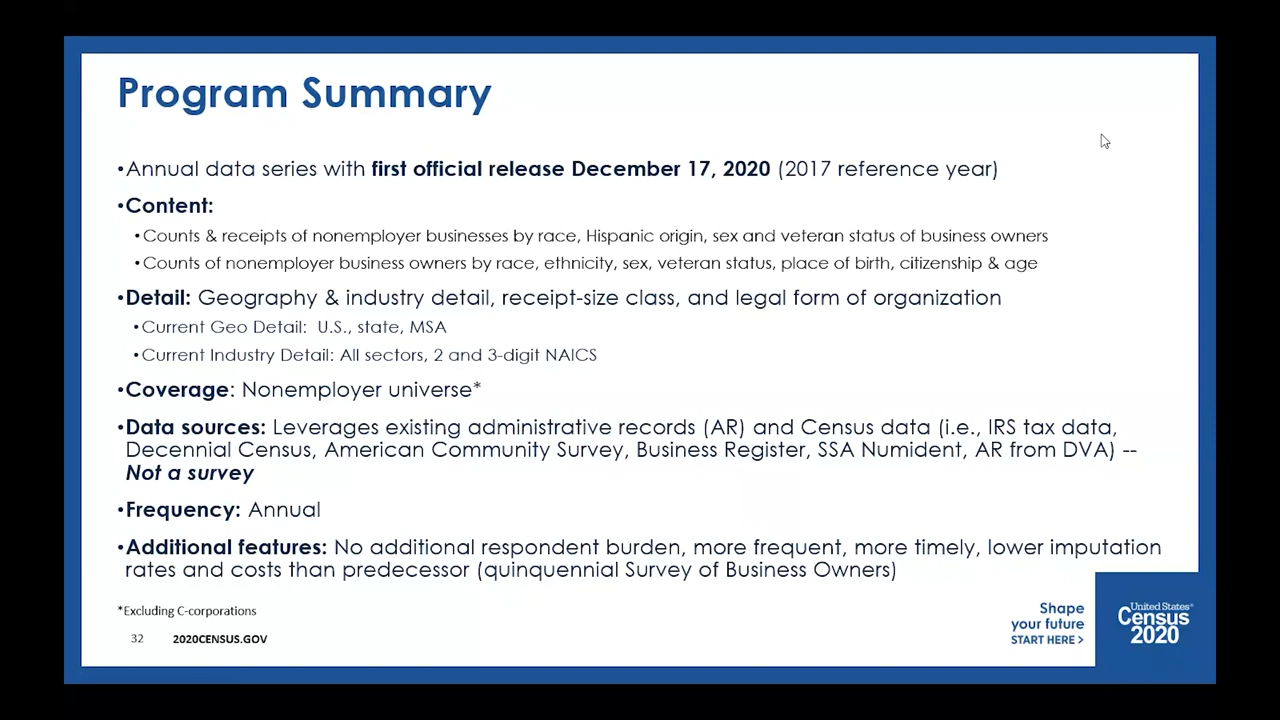 Program Summary
•Annual data series with first official release December 17, 2020 (2017 reference year)
•Content:
•Counts & receipts of nonemployer businesses by race, Hispanic origin, sex and veteran status of business owners
•Counts of nonemployer business owners by race, ethnicity, sex, veteran status, place of birth, citizenship & age
•Detail: Geography & industry detail, receipt-size class, and legal form of organization
•Current Geo Detail: U.S., state, MSA
•Current Industry Detail: All sectors, 2 and 3-digit NAICS
•Coverage: Nonemployer universe*
•Data sources: Leverages existing administrative records (AR) and Census data (i.e., IRS tax data,
Decennial Census, American Community Survey, Business Register, SSA Numident, AR from DVA) --
Not a survey
•Frequency: Annual
•Additional features: No additional respondent burden, more frequent, more timely, lower imputation
rates and costs than predecessor (quinquennial Survey of Business Owners)
*Excluding C-corporations
32 2020CENSUS.GOV
Shape
your future
START HERE >
United States®
Census
2020